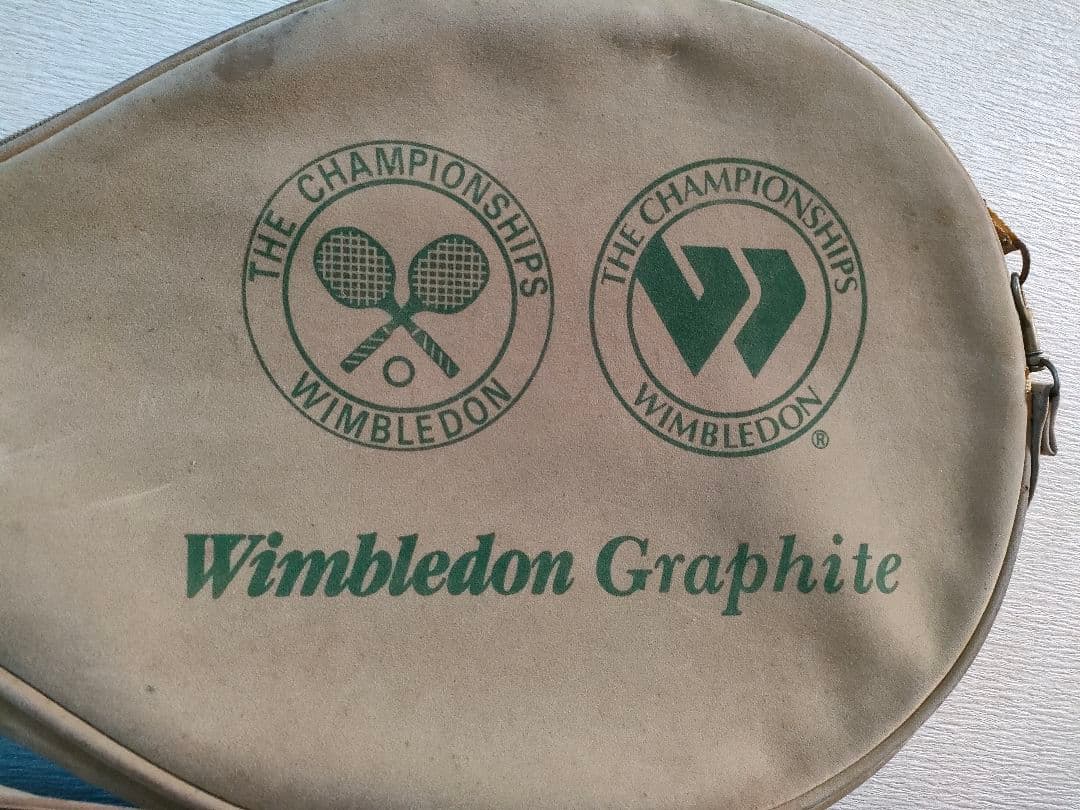 THE CHAMPIONSHIPS
WIMBLEDON
THE CHAMPIONSHIPS
W
WIMBLEDON
®
Wimbledon Graphite